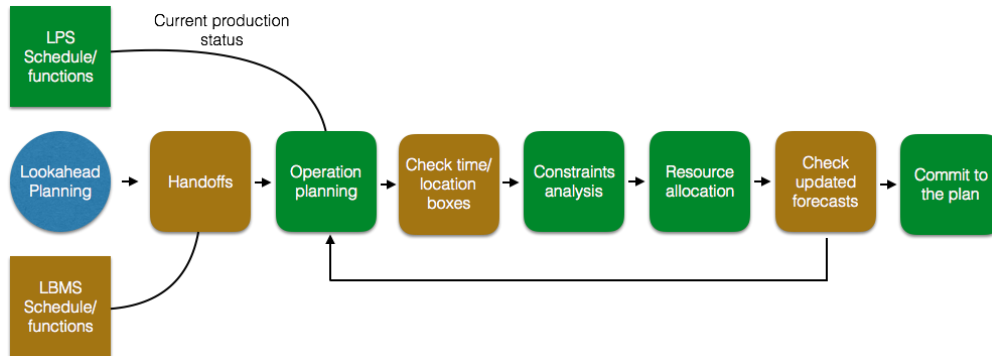 Current production
status
LPS
Schedule/
functions
Lookahead
Planning
Handoffs
Operation
planning
Check time/
location
boxes
Constraints
analysis
Resource
allocation
Check
updated
forecasts
Commit to
the plan
LBMS
Schedule/
functions